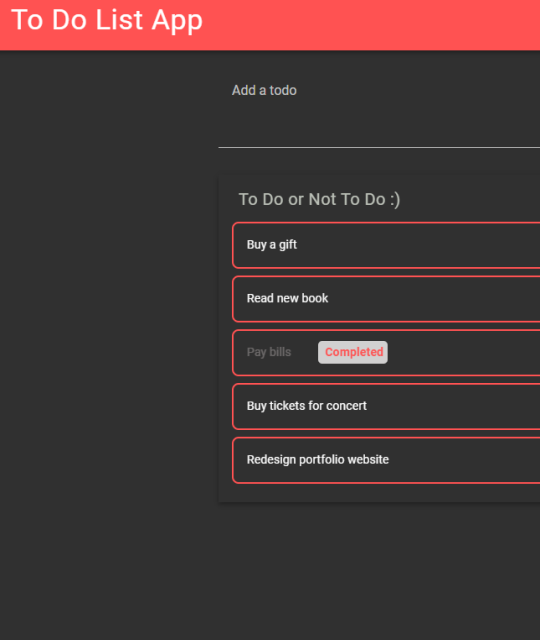 To Do List App
Add a todo
To Do or Not To Do :)
Buy a gift
Read new book
Pay bills Completed
Buy tickets for concert
Redesign portfolio website